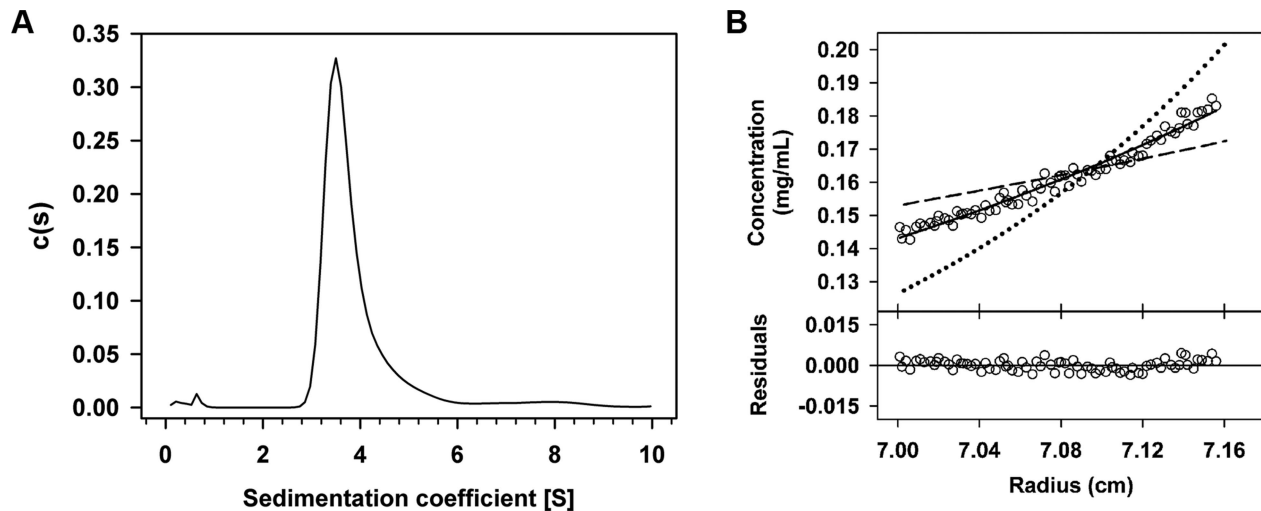 A
0.35
0.30
0.25
0.20
0.15
0.10
0.05
0.00
c(s)
0 2 4 6 8 10
Sedimentation coefficient [S]
B
0.20
0.19
0.18
0.17
0.16
0.15
0.14
0.13
Concentration
(mg/mL)
0.015
0.000
-0.015
Residuals
7.00 7.04 7.08 7.12 7.16
Radius (cm)